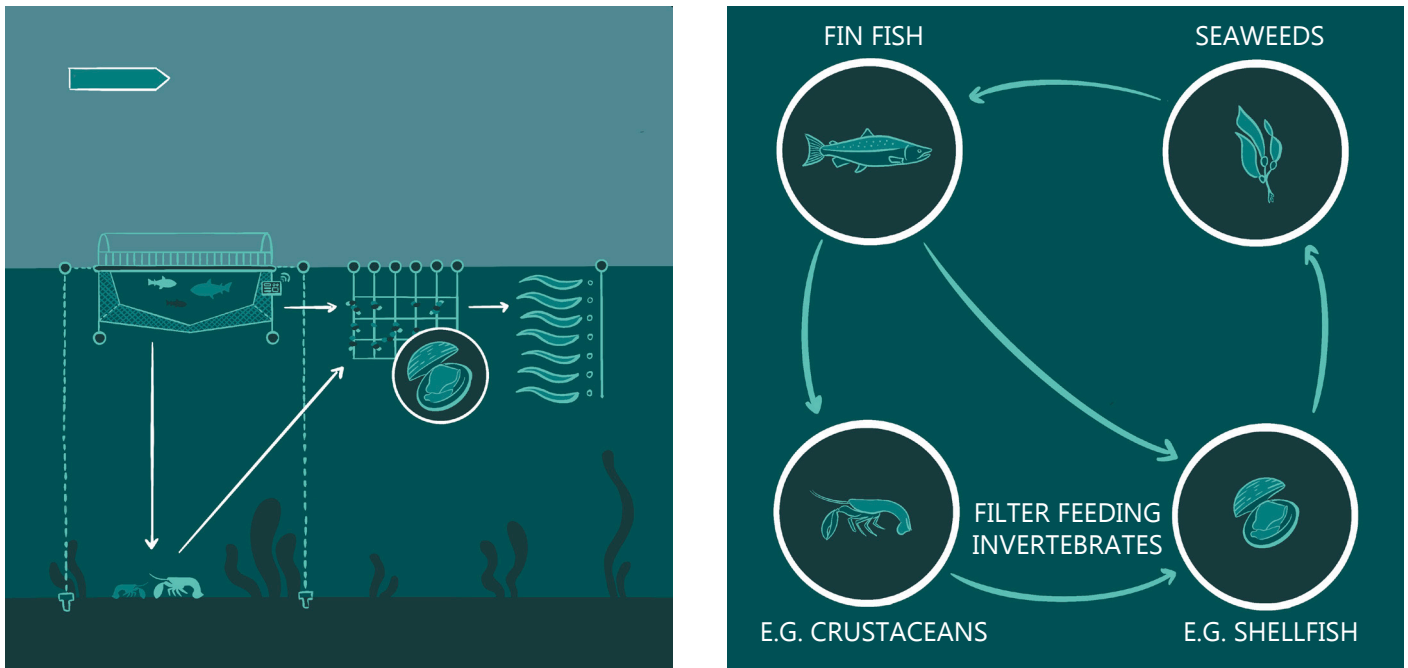 FIN FISH
SEAWEEDS
FILTER FEEDING
INVERTEBRATES
E.G. CRUSTACEANS
E.G. SHELLFISH